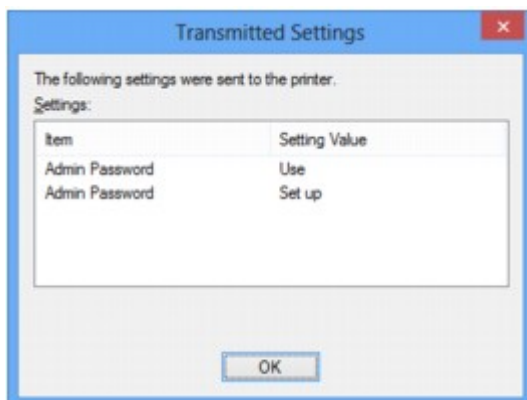 Transmitted Settings
The following settings were sent to the printer.
Settings:
Item Setting Value
Admin Password Use
Admin Password Set up
OK